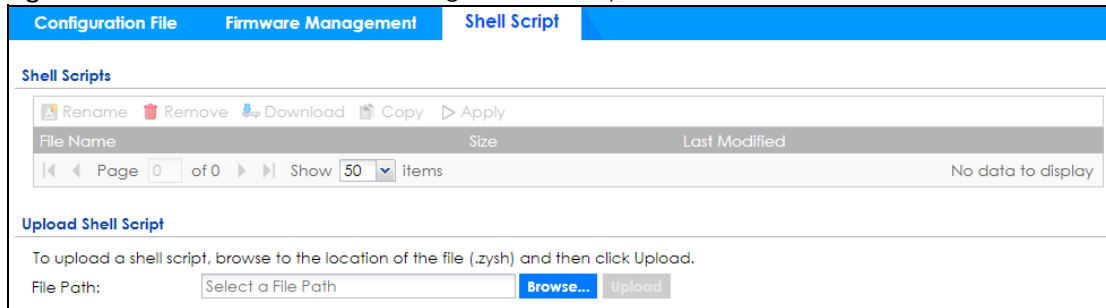 Configuration File Firmware Management Shell Script
Shell Scripts
Rename Remove Download Copy Apply
File Name Size Last Modified
Page 0 of 0 Show 50 items No data to display
Upload Shell Script
To upload a shell script, browse to the location of the file (.zysh) and then click Upload.
File Path: Select a File Path Browse... Upload